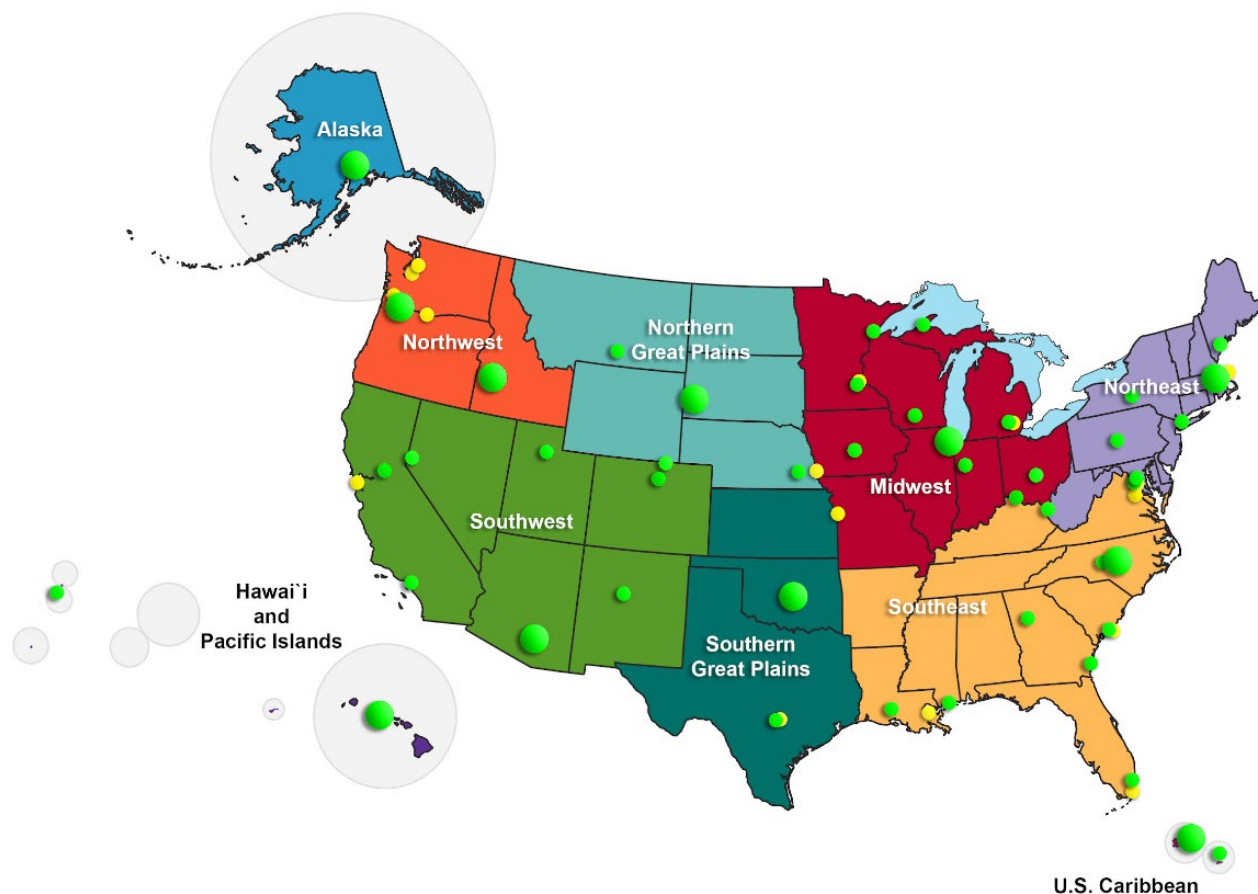 Alaska
Northwest
Northern
Great Plains
Northeast
Midwest
Southwest
Hawai`i
and
Pacific Islands
Southeast
Southern
Great Plains
U.S. Caribbean